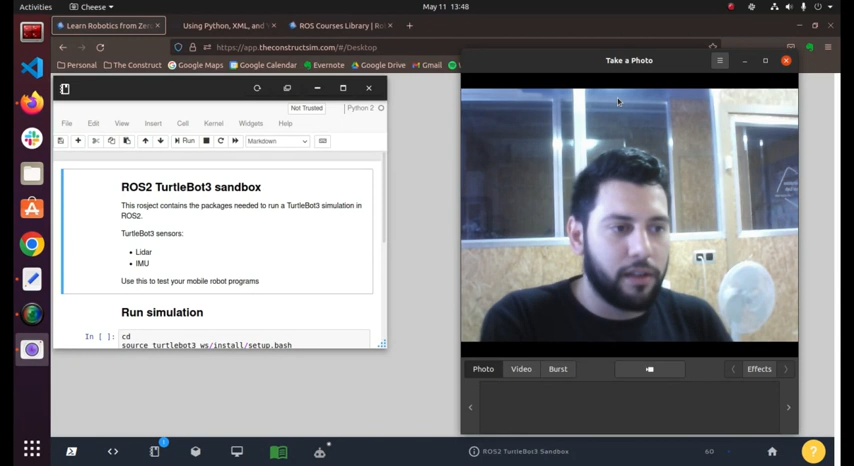 Activities
Cheese
May 11 13:48
Learn Robotics from Zer
Using Python, XML, and
ROS Courses Library | Ro
https://app.theconstructsim.com/#/Desktop
Personal
The Construct
Google Maps
Google Calendar
Evernote
Google Drive
Gmail
Take a Photo
Not Trusted
Python 2
File
Edit
View
Insert
Cell
Kernel
Widgets
Help
Run
Markdown
ROS2 TurtleBot3 sandbox
This rosject contains the packages needed to run a TurtleBot3 simulation in
ROS2.
TurtleBot3 sensors:
Lidar
IMU
Use this to test your mobile robot programs
Run simulation
In [ ]:
cd
source turtlebot3_ws/install/setup.bash
Photo
Video
Burst
Effects
1
ROS2 TurtleBot3 Sandbox
60
?